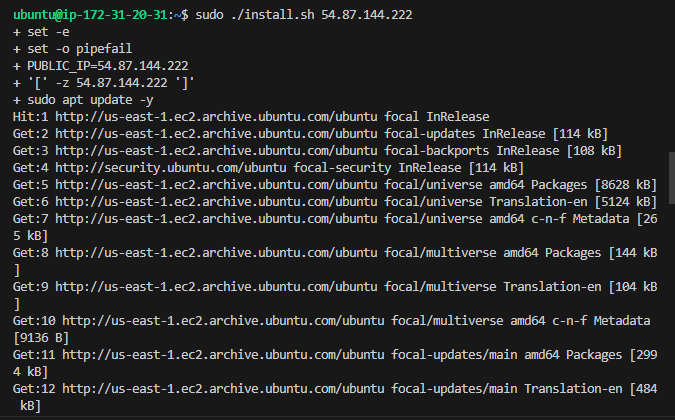 ubuntu@ip-172-31-20-31:~$ sudo ./install.sh 54.87.144.222
+ set -e
+ set -o pipefail
+ PUBLIC_IP=54.87.144.222
+ '[' -z 54.87.144.222 ']'
+ sudo apt update -y
Hit:1 http://us-east-1.ec2.archive.ubuntu.com/ubuntu focal InRelease
Get:2 http://us-east-1.ec2.archive.ubuntu.com/ubuntu focal-updates InRelease [114 kB]
Get:3 http://us-east-1.ec2.archive.ubuntu.com/ubuntu focal-backports InRelease [108 kB]
Get:4 http://security.ubuntu.com/ubuntu focal-security InRelease [114 kB]
Get:5 http://us-east-1.ec2.archive.ubuntu.com/ubuntu focal/universe amd64 Packages [8628 kB]
Get:6 http://us-east-1.ec2.archive.ubuntu.com/ubuntu focal/universe Translation-en [5124 kB]
Get:7 http://us-east-1.ec2.archive.ubuntu.com/ubuntu focal/universe amd64 c-n-f Metadata [26
5 kB]
Get:8 http://us-east-1.ec2.archive.ubuntu.com/ubuntu focal/multiverse amd64 Packages [144 kB
]
Get:9 http://us-east-1.ec2.archive.ubuntu.com/ubuntu focal/multiverse Translation-en [104 kB
]
Get:10 http://us-east-1.ec2.archive.ubuntu.com/ubuntu focal/multiverse amd64 c-n-f Metadata
[9136 B]
Get:11 http://us-east-1.ec2.archive.ubuntu.com/ubuntu focal-updates/main amd64 Packages [299
4 kB]
Get:12 http://us-east-1.ec2.archive.ubuntu.com/ubuntu focal-updates/main Translation-en [484
 kB]